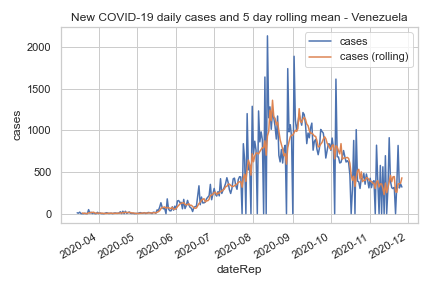 New COVID-19 daily cases and 5 day rolling mean - Venezuela
cases
cases (rolling)
2000
1500
1000
500
0
cases
2020-04
2020-05
2020-06
2020-07
2020-08
2020-09
2020-10
2020-11
2020-12
dateRep